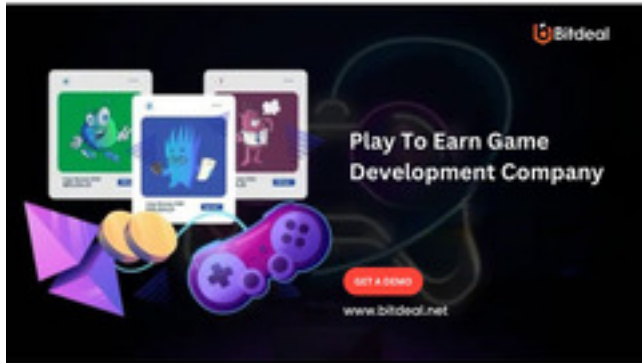 Bitdeal
Play To Earn Game
Development Company
GET A DEMO
www.bitdeal.net